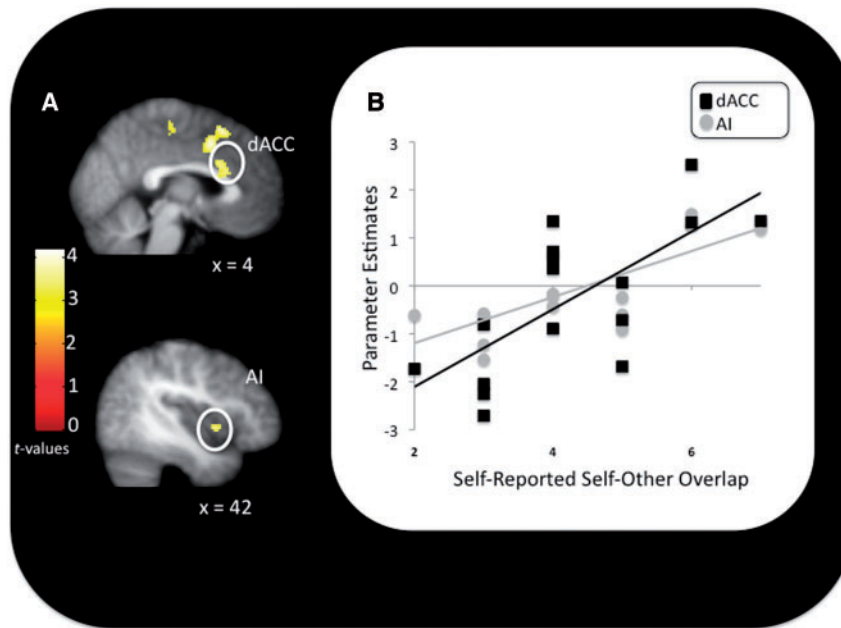 A
dACC
x = 4
4
3
2
1
0
t-values
AI
x = 42
B
dACC
AI
3
2
1
0
-1
-2
-3
Parameter Estimates
2
4
6
Self-Reported Self-Other Overlap